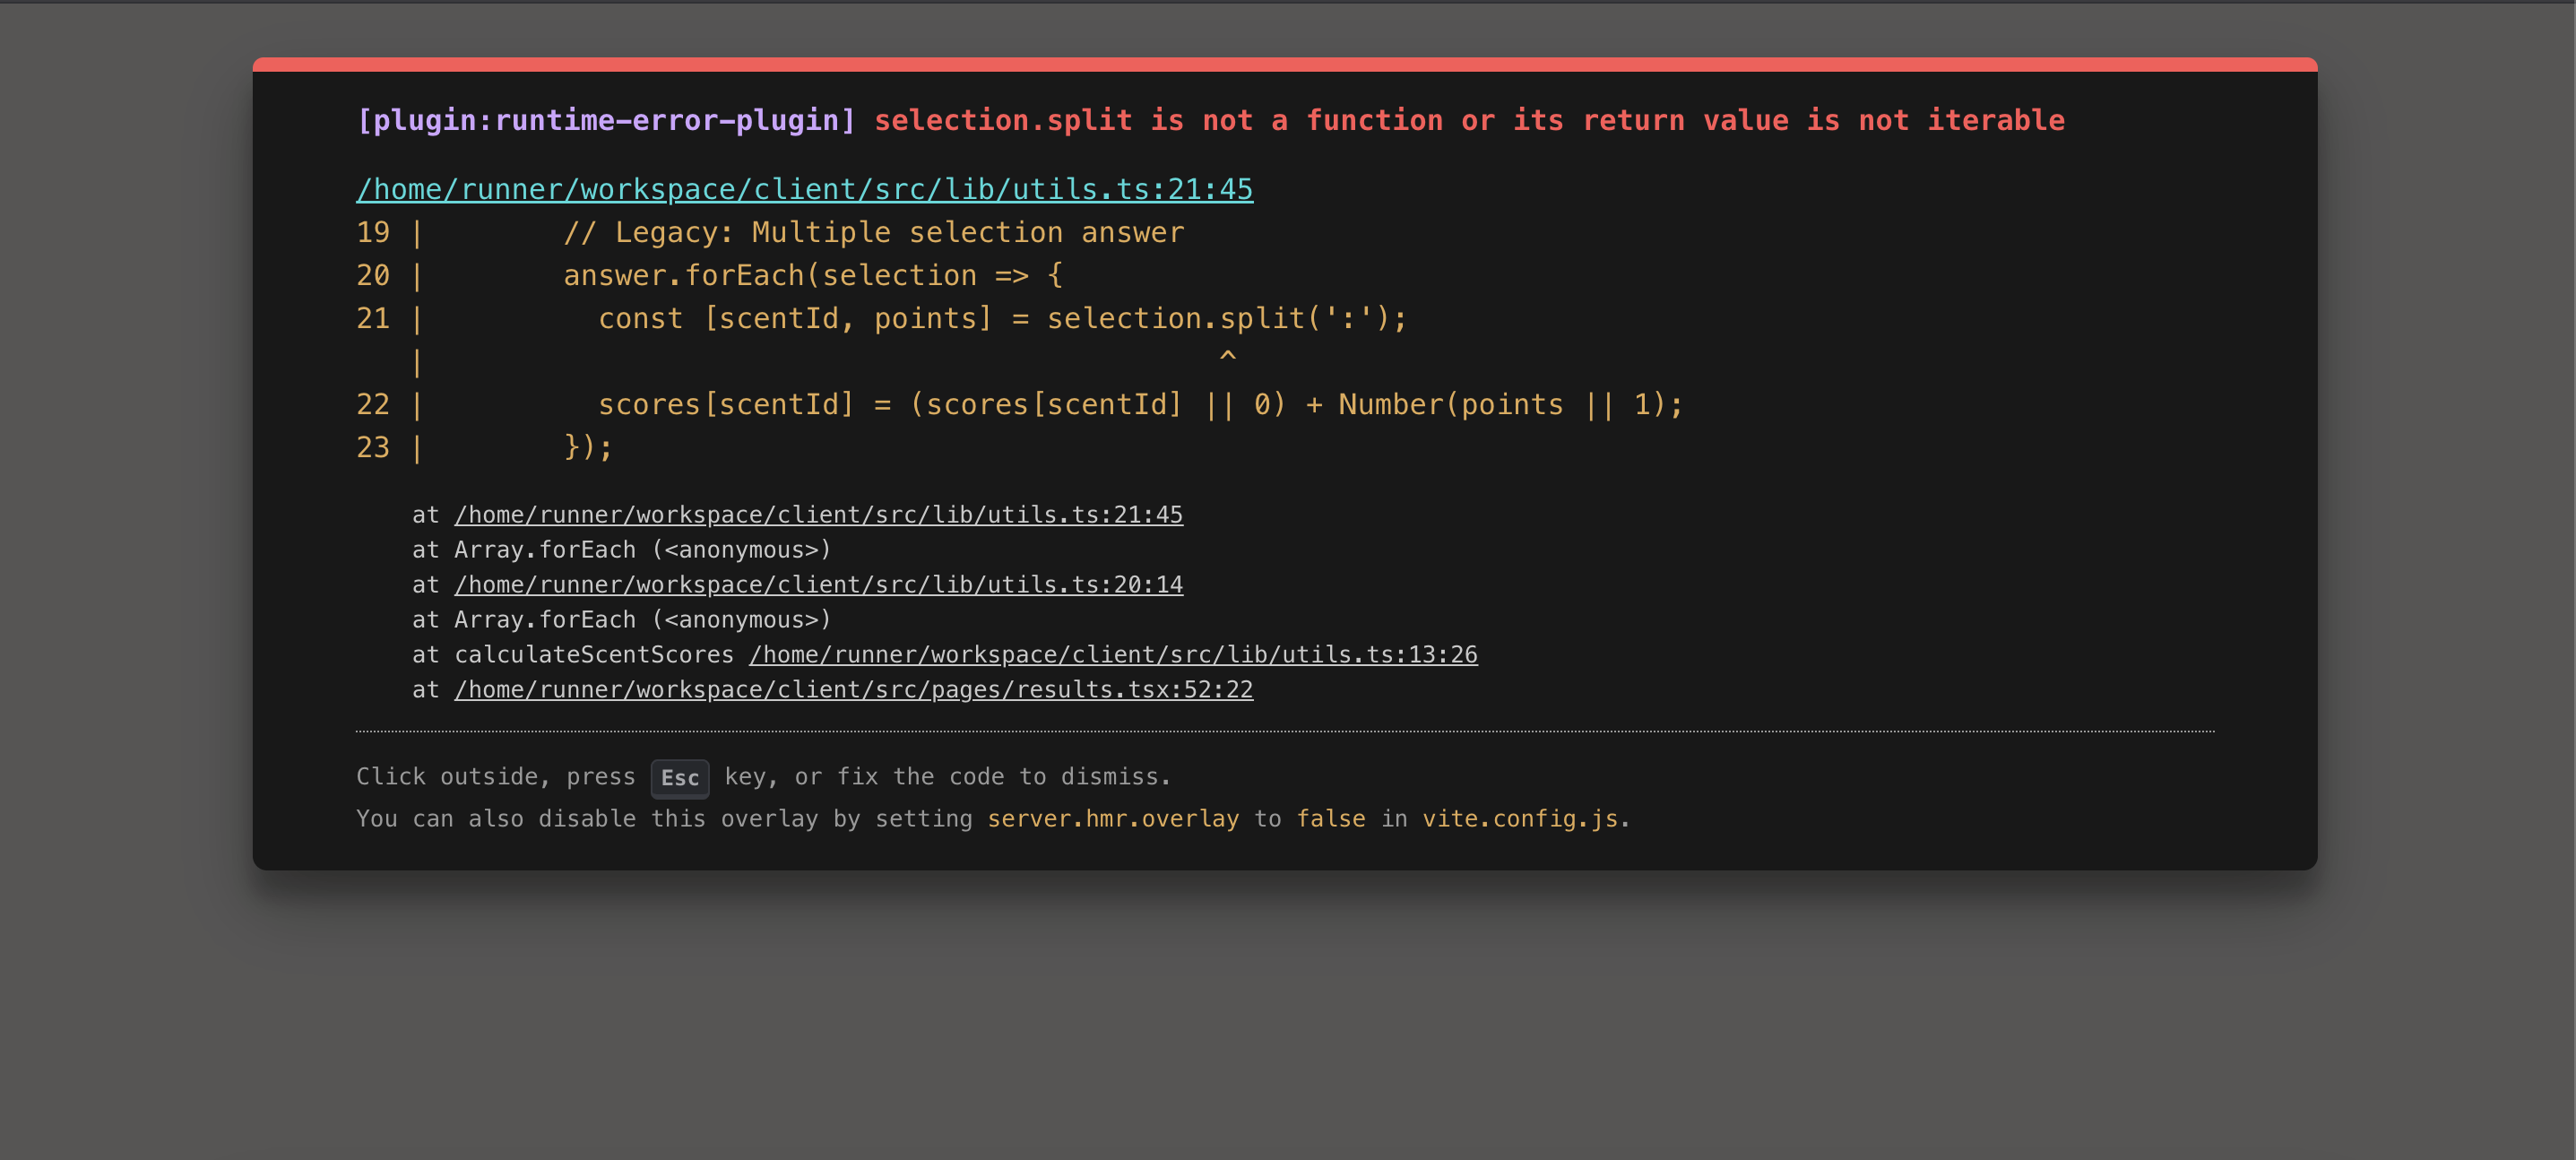 [plugin:runtime-error-plugin] selection.split is not a function or its return value is not iterable
/home/runner/workspace/client/src/lib/utils.ts:21:45
19 |        // Legacy: Multiple selection answer
20 |        answer.forEach(selection => {
21 |          const [scentId, points] = selection.split(':');
   |                                              ^
22 |          scores[scentId] = (scores[scentId] || 0) + Number(points || 1);
23 |        });
at /home/runner/workspace/client/src/lib/utils.ts:21:45
at Array.forEach (<anonymous>)
at /home/runner/workspace/client/src/lib/utils.ts:20:14
at Array.forEach (<anonymous>)
at calculateScentScores /home/runner/workspace/client/src/lib/utils.ts:13:26
at /home/runner/workspace/client/src/pages/results.tsx:52:22
Click outside, press Esc key, or fix the code to dismiss.
You can also disable this overlay by setting server.hmr.overlay to false in vite.config.js.